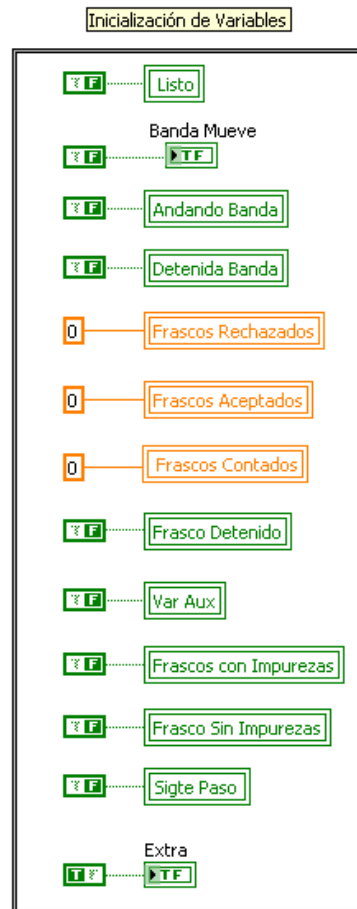 Inicialización de Variables
F Listo
Banda Mueve
F TF
F Andando Banda
F Detenida Banda
0 Frascos Rechazados
0 Frascos Aceptados
0 Frascos Contados
F Frasco Detenido
F Var Aux
F Frascos con Impurezas
F Frasco Sin Impurezas
F Sigte Paso
Extra
T TF